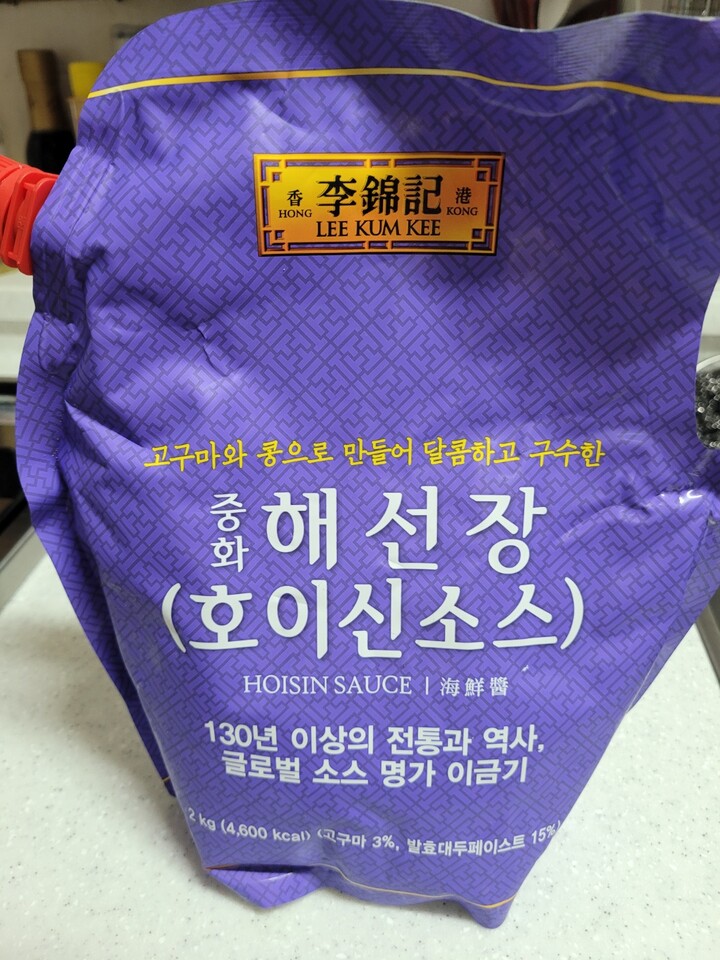 香 李錦記 港
HONG LEE KUM KEE KONG
고구마와 콩으로 만들어 달콤하고 구수한
중화 해선장
(호이신소스)
HOISIN SAUCE | 海鮮醬
130년 이상의 전통과 역사,
글로벌 소스 명가 이금기
2 kg (4,600 kcal) (고구마 3%, 발효대두페이스트 15%)